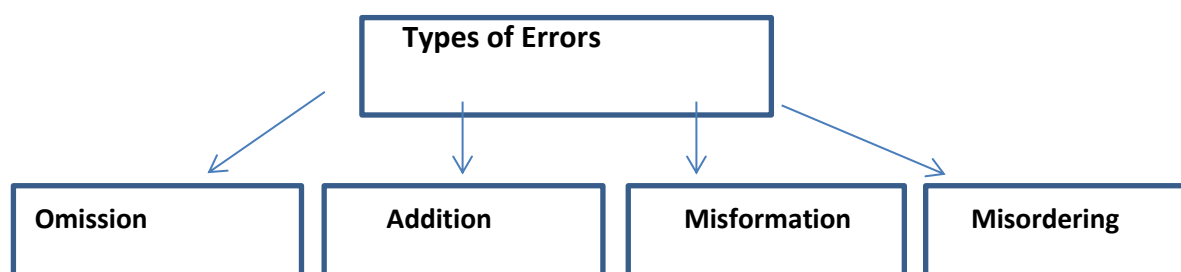 Types of Errors
Omission
Addition
Misformation
Misordering